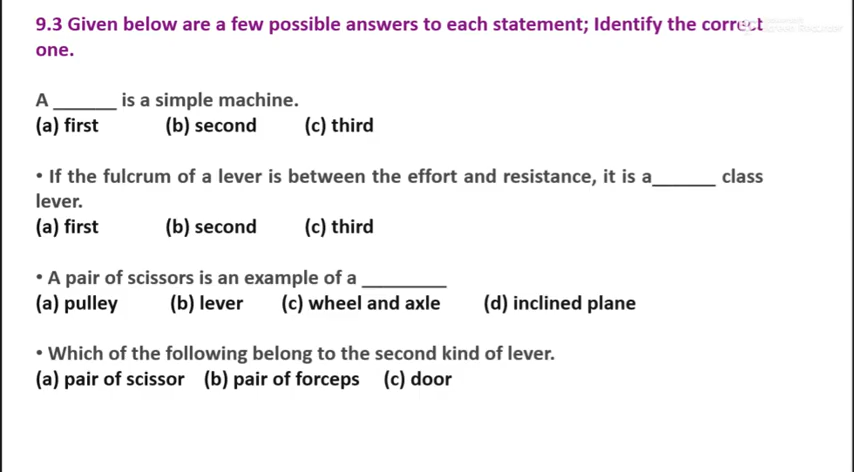 9.3 Given below are a few possible answers to each statement; Identify the correct
one.
A ______ is a simple machine.
(a) first (b) second (c) third
• If the fulcrum of a lever is between the effort and resistance, it is a______ class
lever.
(a) first (b) second (c) third
• A pair of scissors is an example of a ________
(a) pulley (b) lever (c) wheel and axle (d) inclined plane
• Which of the following belong to the second kind of lever.
(a) pair of scissor (b) pair of forceps (c) door